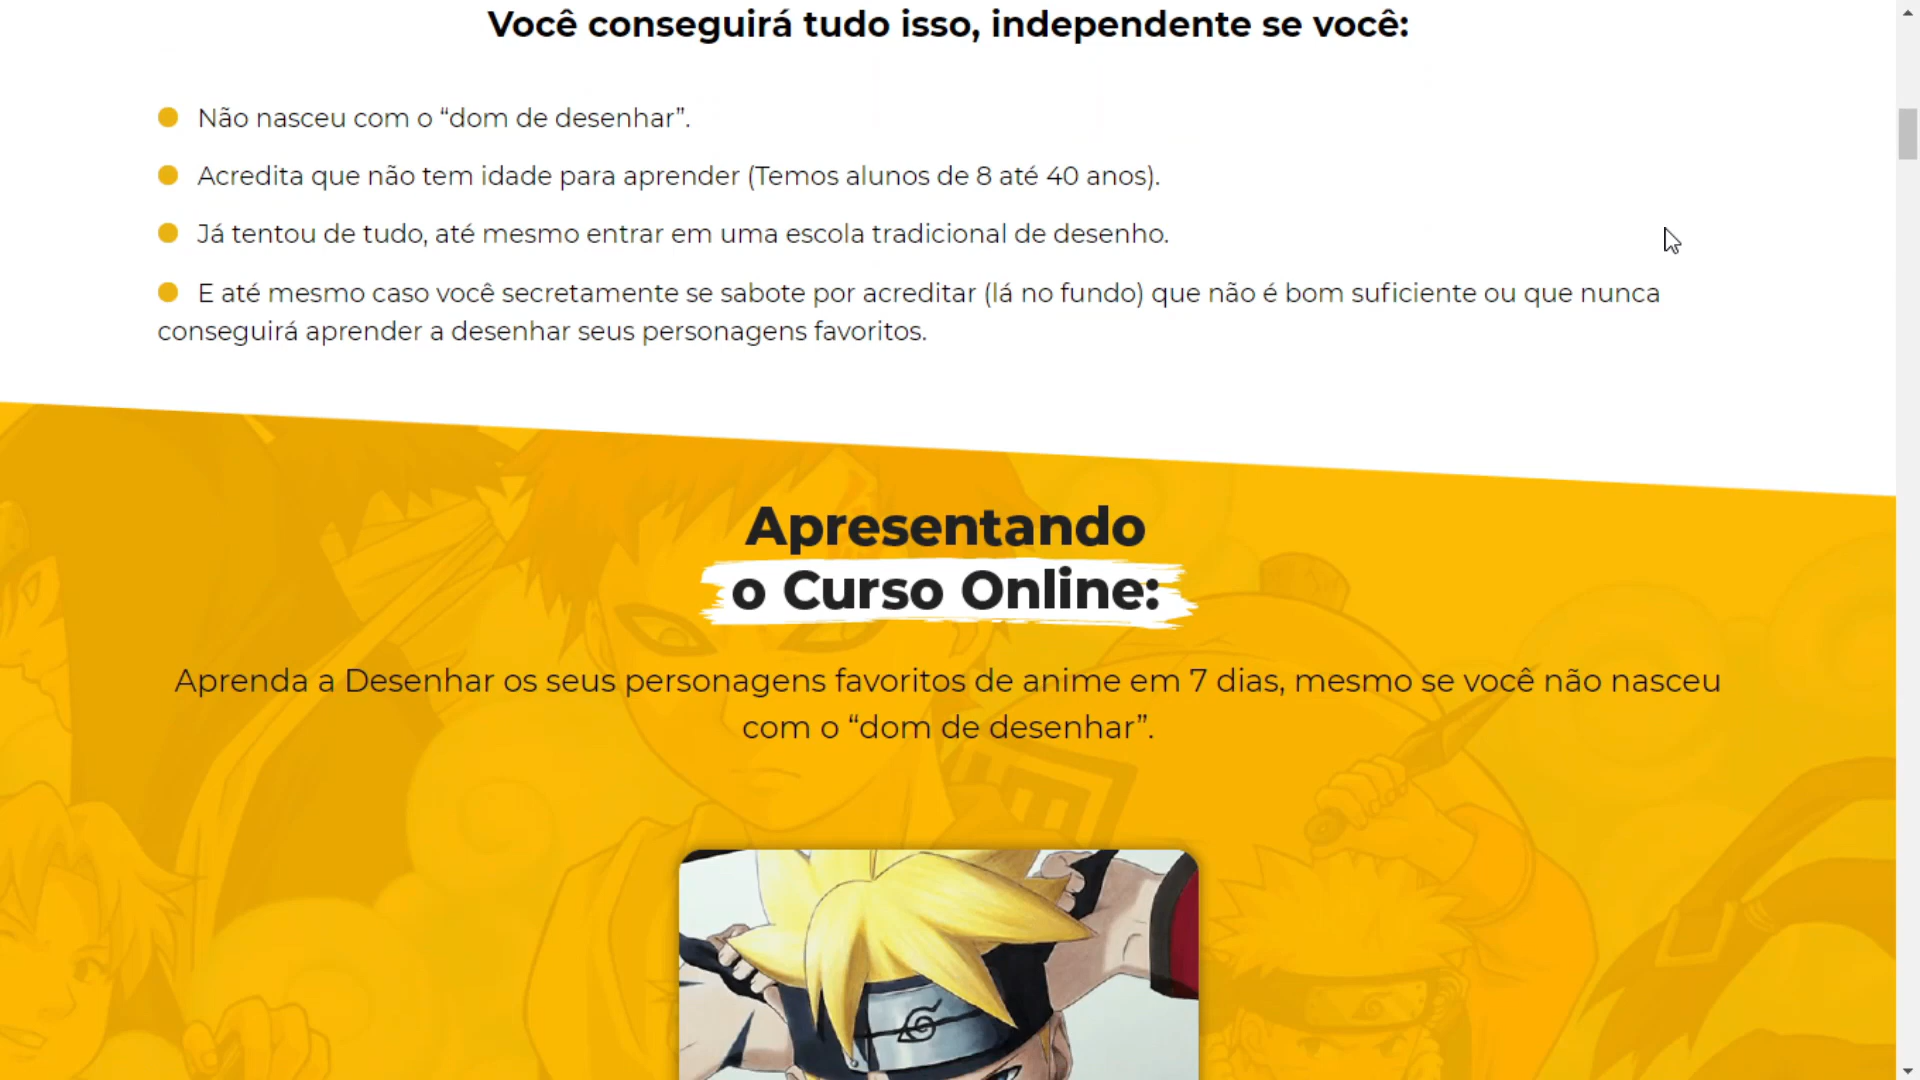 Você conseguirá tudo isso, independente se você:
Não nasceu com o “dom de desenhar”.
Acredita que não tem idade para aprender (Temos alunos de 8 até 40 anos).
Já tentou de tudo, até mesmo entrar em uma escola tradicional de desenho.
E até mesmo caso você secretamente se sabote por acreditar (lá no fundo) que não é bom suficiente ou que nunca
conseguirá aprender a desenhar seus personagens favoritos.
Apresentando
o Curso Online:
Aprenda a Desenhar os seus personagens favoritos de anime em 7 dias, mesmo se você não nasceu
com o “dom de desenhar”.